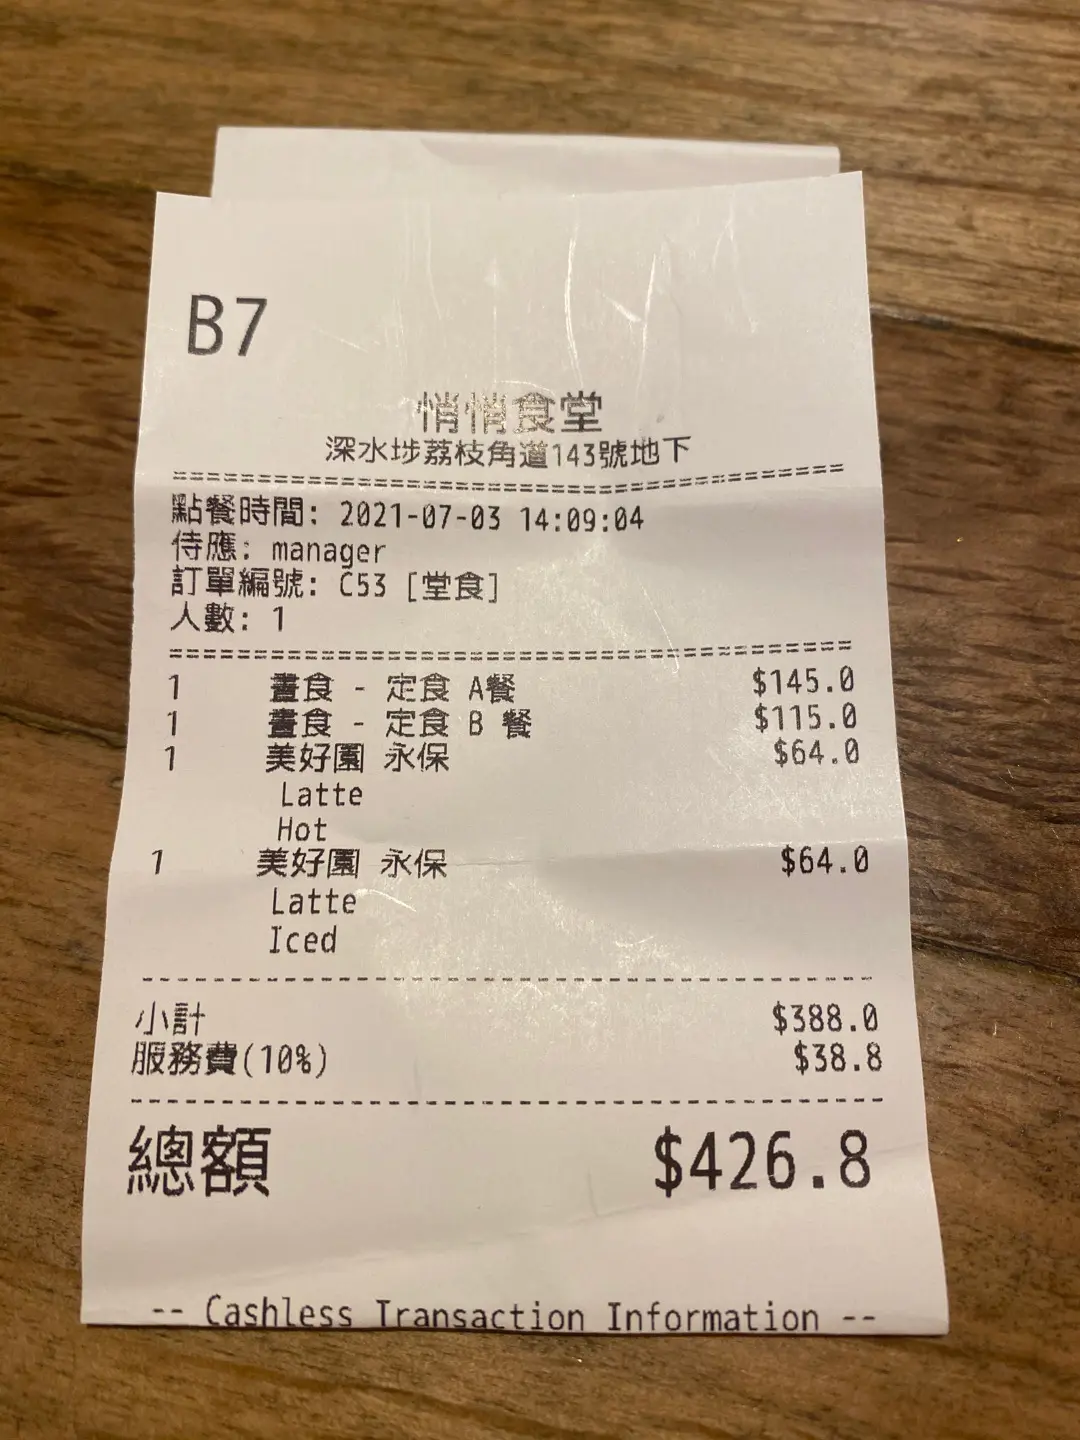 B7
悄悄食堂
深水埗荔枝角道143號地下
================================================
點餐時間: 2021-07-03 14:09:04
侍應: manager
訂單編號: C53 [堂食]
人數: 1
================================================
1 晝食 - 定食 A餐 $145.0
1 晝食 - 定食 B 餐 $115.0
1 美好園 永保 $64.0
Latte
Hot
1 美好園 永保 $64.0
Latte
Iced
------------------------------------------------
小計 $388.0
服務費(10%) $38.8
------------------------------------------------
總額 $426.8
-- Cashless Transaction Information --